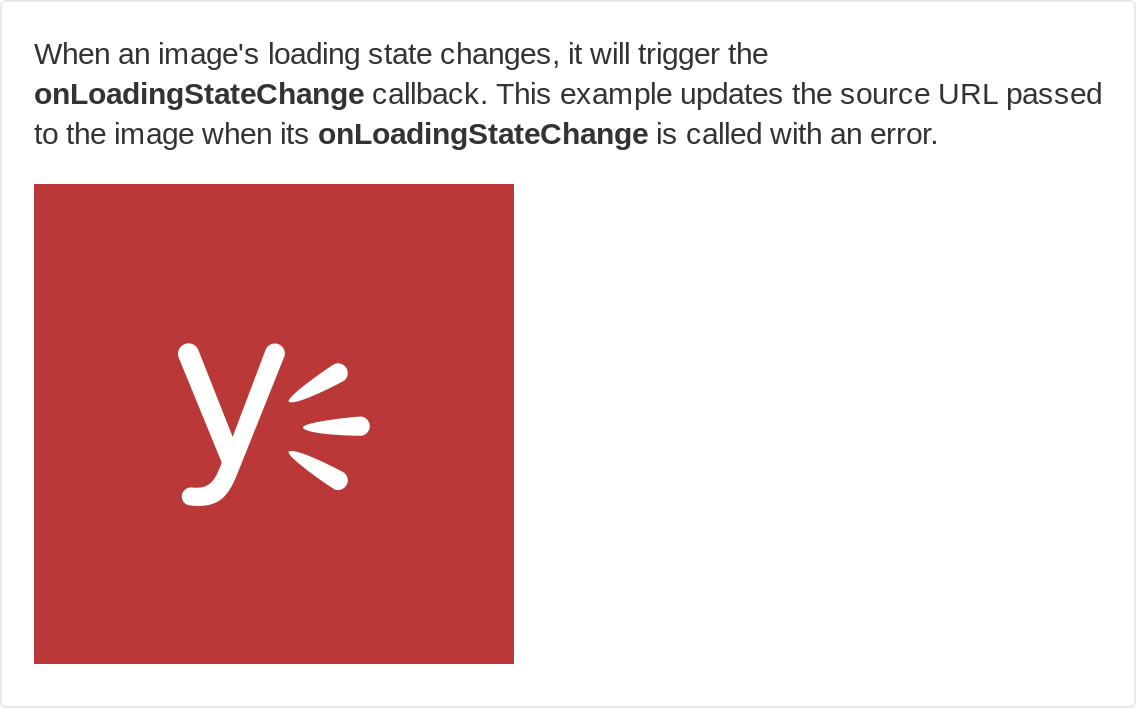 When an image's loading state changes, it will trigger the
onLoadingStateChange callback. This example updates the source URL passed
to the image when its onLoadingStateChange is called with an error.
y